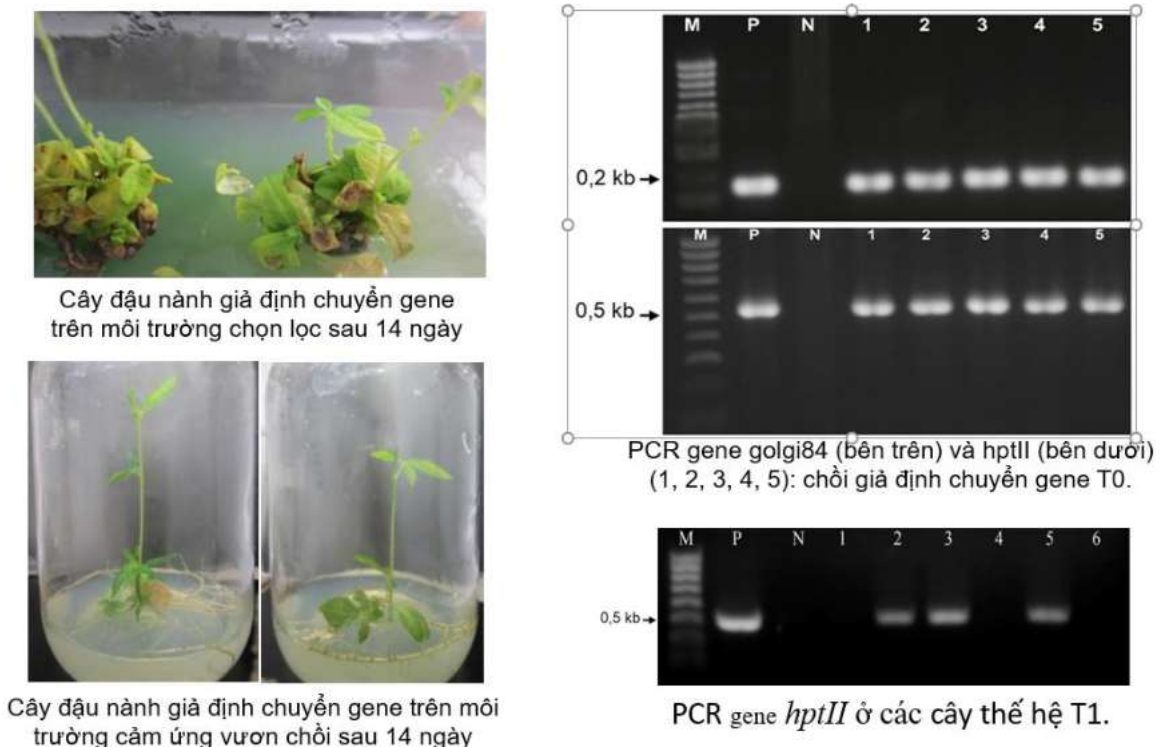 Cây đậu nành giả định chuyển gene
trên môi trường chọn lọc sau 14 ngày
Cây đậu nành giả định chuyển gene trên môi
trường cảm ứng vươn chồi sau 14 ngày
M P N 1 2 3 4 5
0,2 kb
M P N 1 2 3 4 5
0,5 kb
PCR gene golgi84 (bên trên) và hptII (bên dưới)
(1, 2, 3, 4, 5): chồi giả định chuyển gene T0.
M P N 1 2 3 4 5 6
0,5 kb
PCR gene hptII ở các cây thế hệ T1.